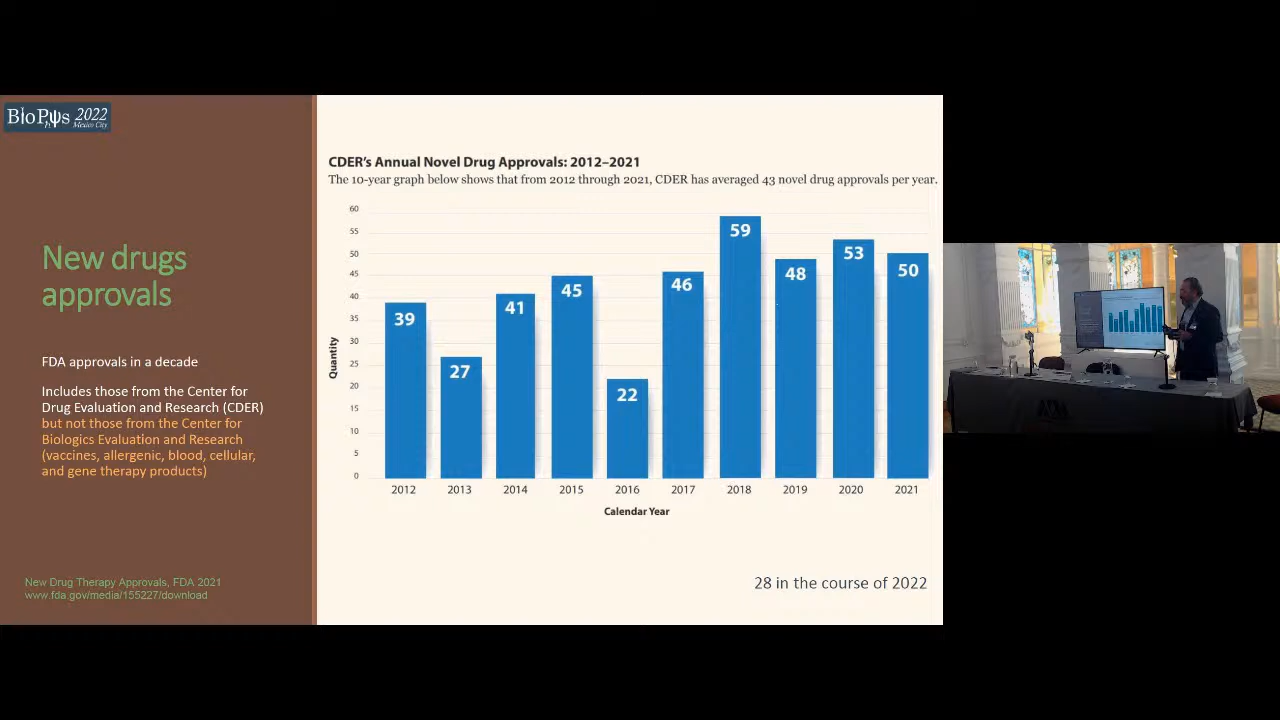 BioPhys 2022
Mexico City
New drugs
approvals
FDA approvals in a decade
Includes those from the Center for
Drug Evaluation and Research (CDER)
but not those from the Center for
Biologics Evaluation and Research
(vaccines, allergenic, blood, cellular,
and gene therapy products)
New Drug Therapy Approvals, FDA 2021
www.fda.gov/media/155227/download
CDER's Annual Novel Drug Approvals: 2012–2021
The 10-year graph below shows that from 2012 through 2021, CDER has averaged 43 novel drug approvals per year.
Quantity
60
55
50
45
40
35
30
25
20
15
10
5
0
39
27
41
45
22
46
59
48
53
50
2012 2013 2014 2015 2016 2017 2018 2019 2020 2021
Calendar Year
28 in the course of 2022